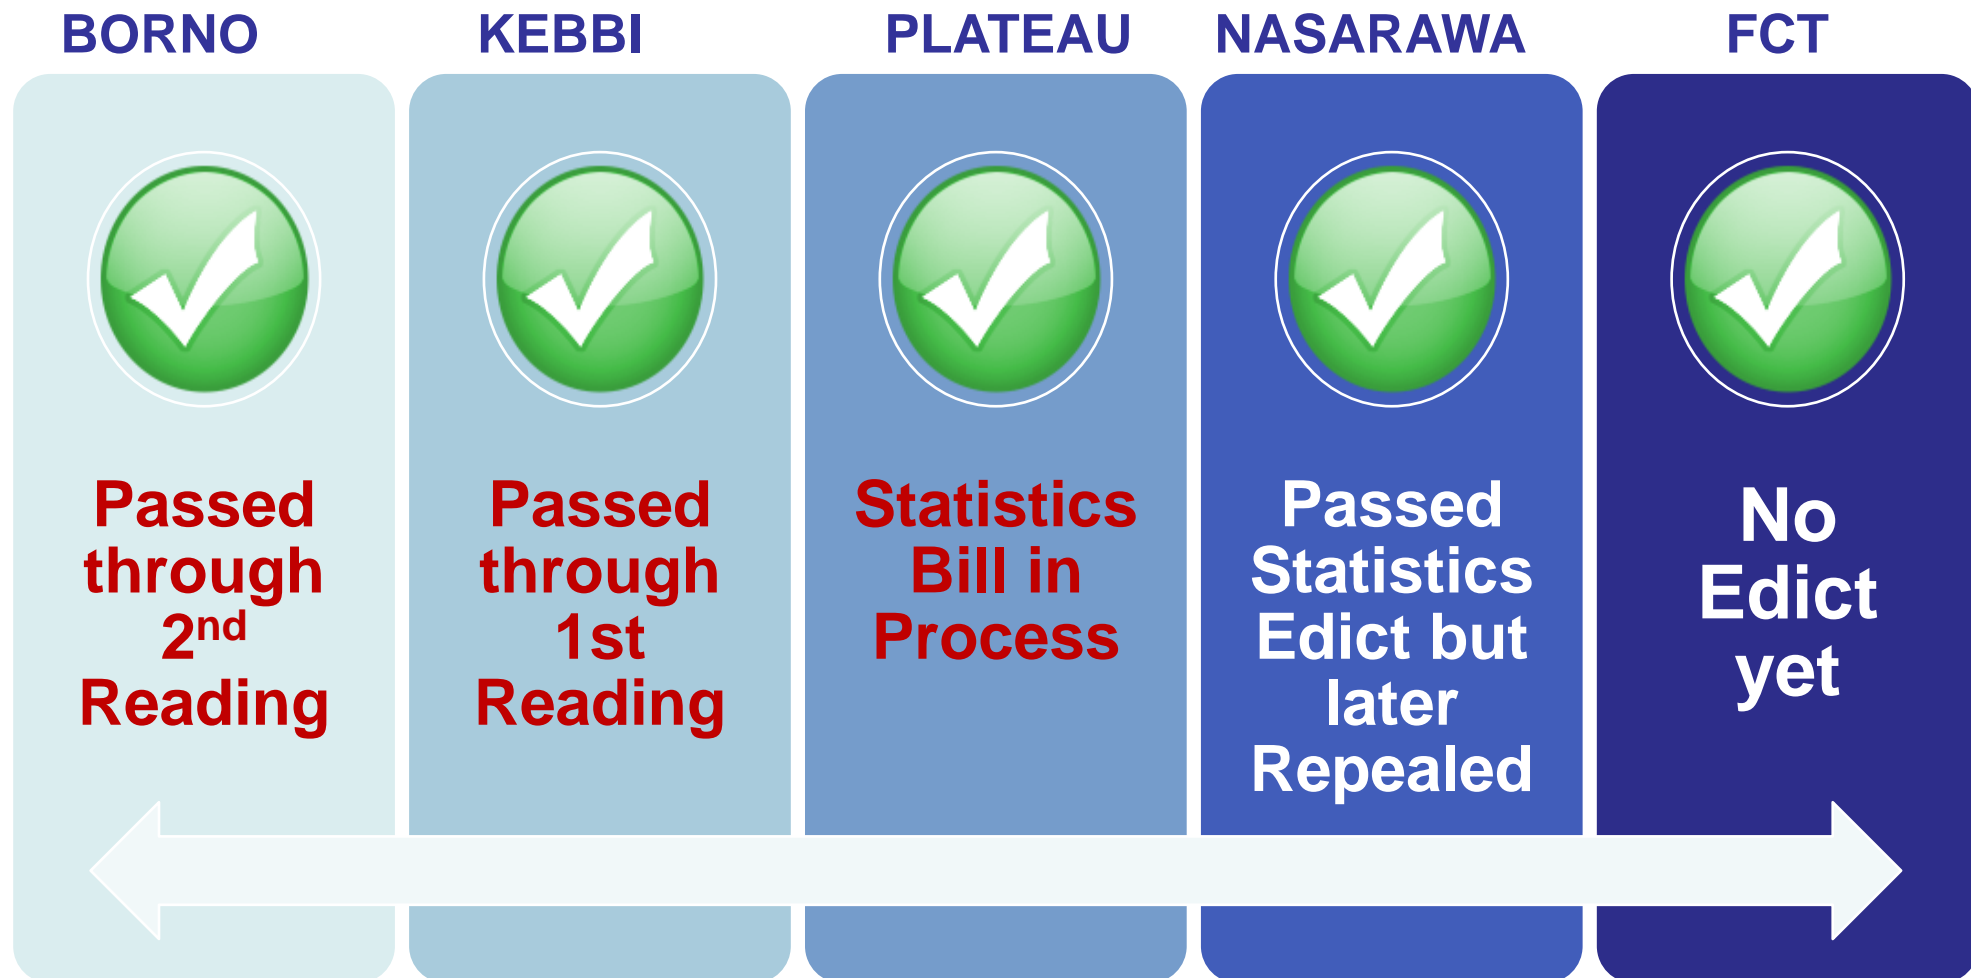 BORNO
KEBBI
PLATEAU
NASARAWA
FCT
Passed
through
2nd
Reading
Passed
through
1st
Reading
Statistics
Bill in
Process
Passed
Statistics
Edict but
later
Repealed
No
Edict
yet